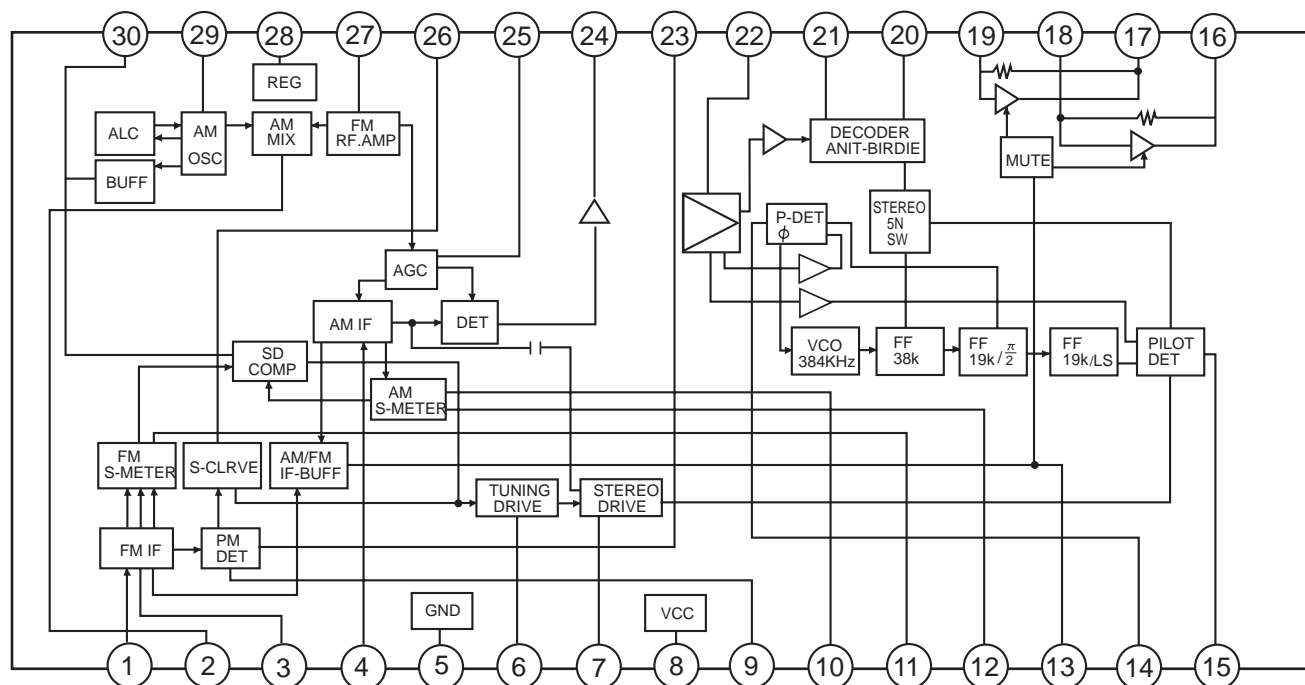 30 29 28 27 26 25 24 23 22 21 20 19 18 17 16
REG
ALC
AM
OSC
AM
MIX
FM
RF.AMP
DECODER
ANIT-BIRDIE
MUTE
BUFF
STEREO
5N
SW
P-DET
ϕ
AGC
AM IF
DET
VCO
384KHz
FF
38k
FF
19k/π/2
FF
19k/LS
PILOT
DET
SD
COMP
AM
S-METER
FM
S-METER
S-CLRVE
AM/FM
IF-BUFF
TUNING
DRIVE
STEREO
DRIVE
FM IF
PM
DET
GND
VCC
1 2 3 4 5 6 7 8 9 10 11 12 13 14 15